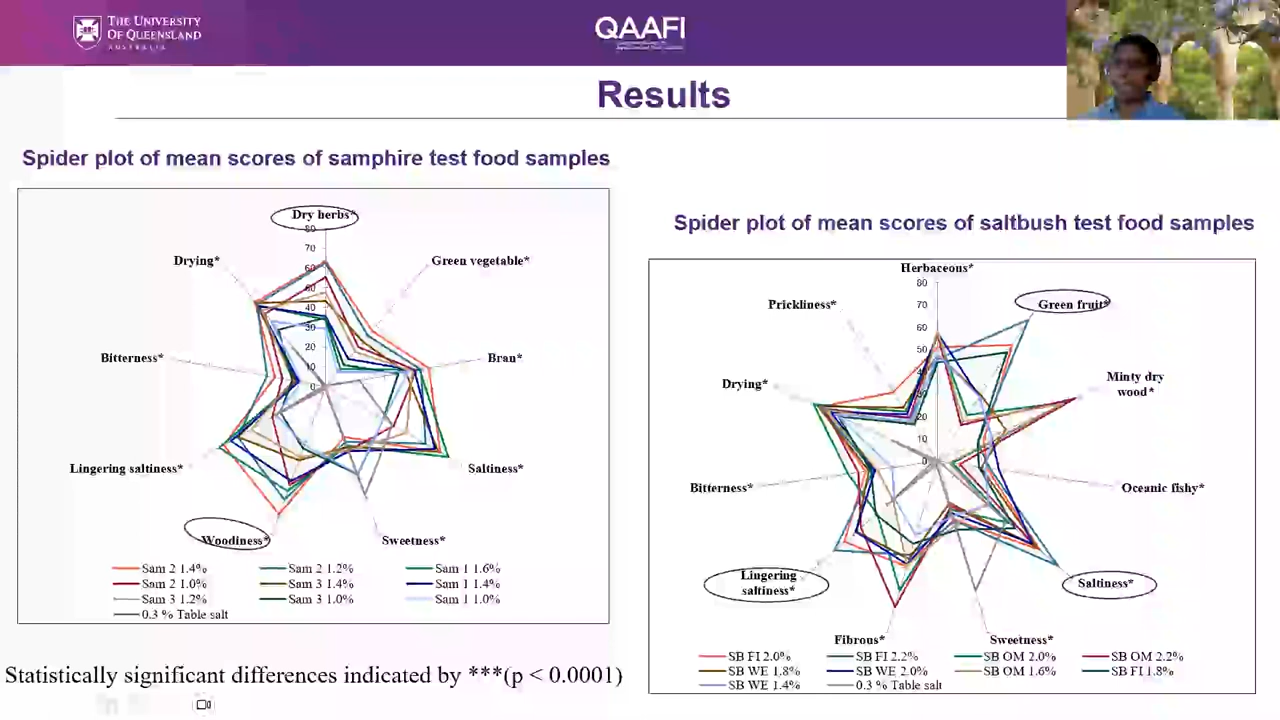 THE UNIVERSITY
OF QUEENSLAND
AUSTRALIA
QAAFI
Results
Spider plot of mean scores of samphire test food samples
Dry herbs*
Drying*
Green vegetable*
Bitterness*
Bran*
Lingering saltiness*
Saltiness*
Woodiness*
Sweetness*
80
70
60
50
40
30
20
10
0
Sam 2 1.4%
Sam 2 1.2%
Sam 1 1.6%
Sam 2 1.0%
Sam 3 1.4%
Sam 1 1.4%
Sam 3 1.2%
Sam 3 1.0%
Sam 1 1.0%
0.3 % Table salt
Spider plot of mean scores of saltbush test food samples
Herbaceous*
Prickliness*
Green fruit*
Drying*
Minty dry
wood*
Bitterness*
Oceanic fishy*
Lingering
saltiness*
Saltiness*
Fibrous*
Sweetness*
80
70
60
50
40
30
20
10
0
SB FI 2.0%
SB FI 2.2%
SB OM 2.0%
SB OM 2.2%
SB WE 1.8%
SB WE 2.0%
SB OM 1.6%
SB FI 1.8%
SB WE 1.4%
0.3 % Table salt
Statistically significant differences indicated by ***(p < 0.0001)